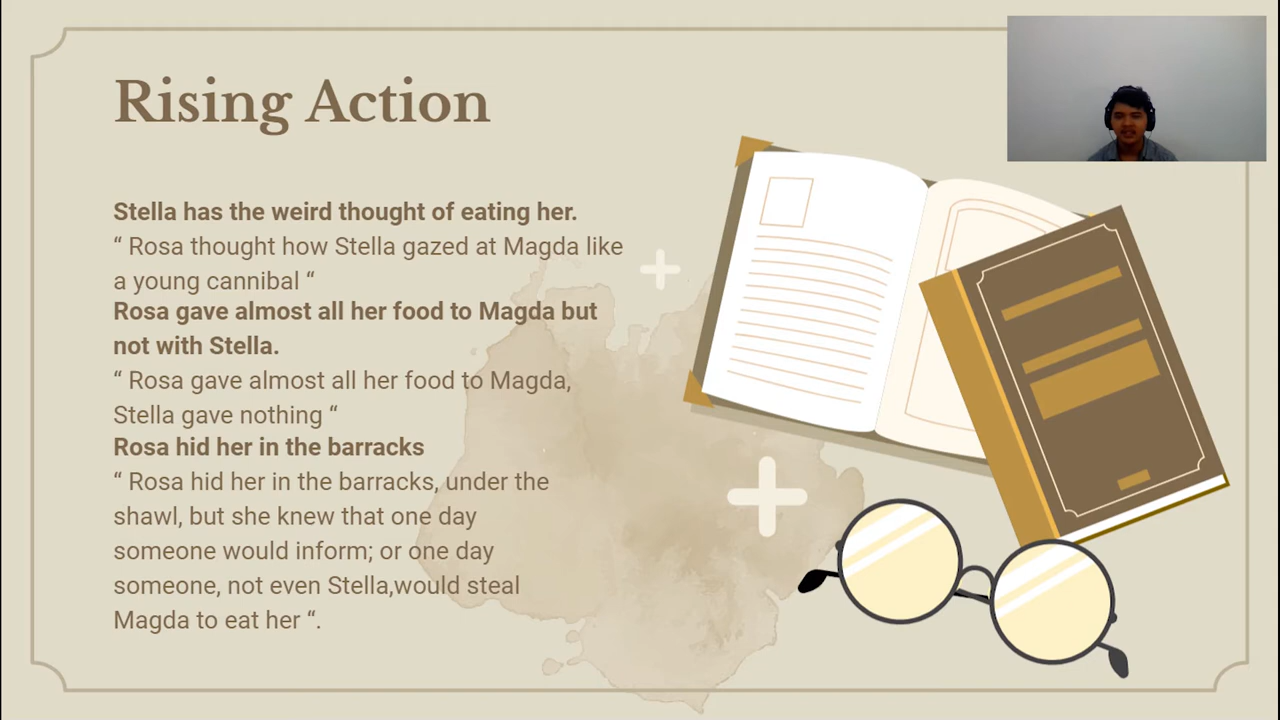 Rising Action
Stella has the weird thought of eating her.
“ Rosa thought how Stella gazed at Magda like
a young cannibal “
Rosa gave almost all her food to Magda but
not with Stella.
“ Rosa gave almost all her food to Magda,
Stella gave nothing “
Rosa hid her in the barracks
“ Rosa hid her in the barracks, under the
shawl, but she knew that one day
someone would inform; or one day
someone, not even Stella,would steal
Magda to eat her “.